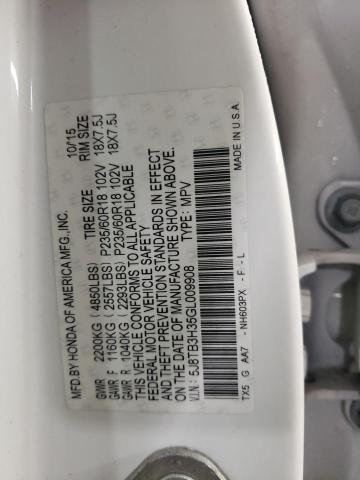 MFD.BY HONDA OF AMERICA MFG.,INC. 10/15
TIRE SIZE RIM SIZE
GVWR 2200KG (4850LBS)
GAWR F 1160KG (2557LBS) P235/60R18 102V 18X7.5J
GAWR R 1040KG (2293LBS) P235/60R18 102V 18X7.5J
THIS VEHICLE CONFORMS TO ALL APPLICABLE
FEDERAL MOTOR VEHICLE SAFETY
AND THEFT PREVENTION STANDARDS IN EFFECT
ON THE DATE OF MANUFACTURE SHOWN ABOVE.
V.I.N.: 5J8TB3H35GL009908 TYPE: MPV
TX5 G AA7 - NH603PX - F - L MADE IN U.S.A.